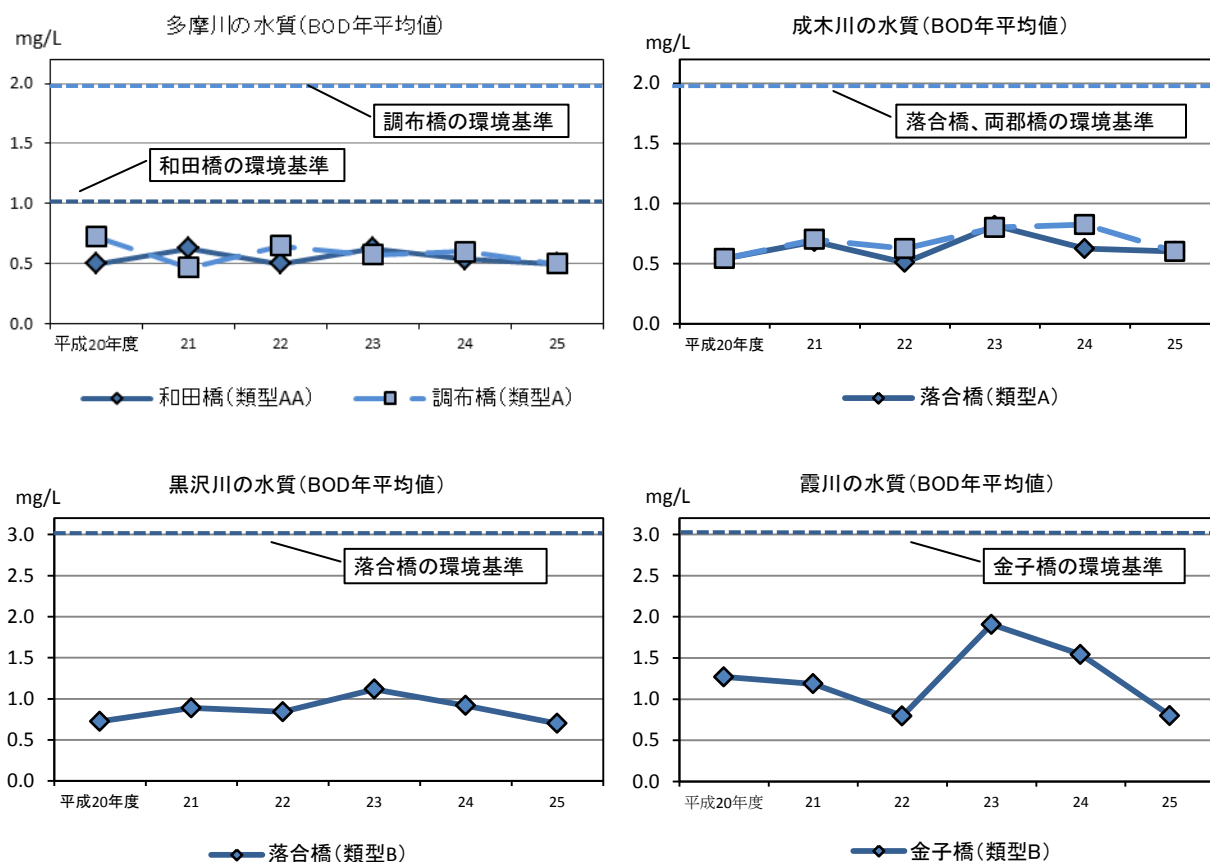 多摩川の水質(BOD年平均値)
mg/L
2.0
1.5
1.0
0.5
0.0
調布橋の環境基準
和田橋の環境基準
平成20年度 21 22 23 24 25
和田橋(類型AA) 調布橋(類型A)
成木川の水質(BOD年平均値)
mg/L
2.0
1.5
1.0
0.5
0.0
落合橋、両郡橋の環境基準
平成20年度 21 22 23 24 25
落合橋(類型A)
黒沢川の水質(BOD年平均値)
mg/L
3.0
2.5
2.0
1.5
1.0
0.5
0.0
落合橋の環境基準
平成20年度 21 22 23 24 25
落合橋(類型B)
霞川の水質(BOD年平均値)
mg/L
3.0
2.5
2.0
1.5
1.0
0.5
0.0
金子橋の環境基準
平成20年度 21 22 23 24 25
金子橋(類型B)